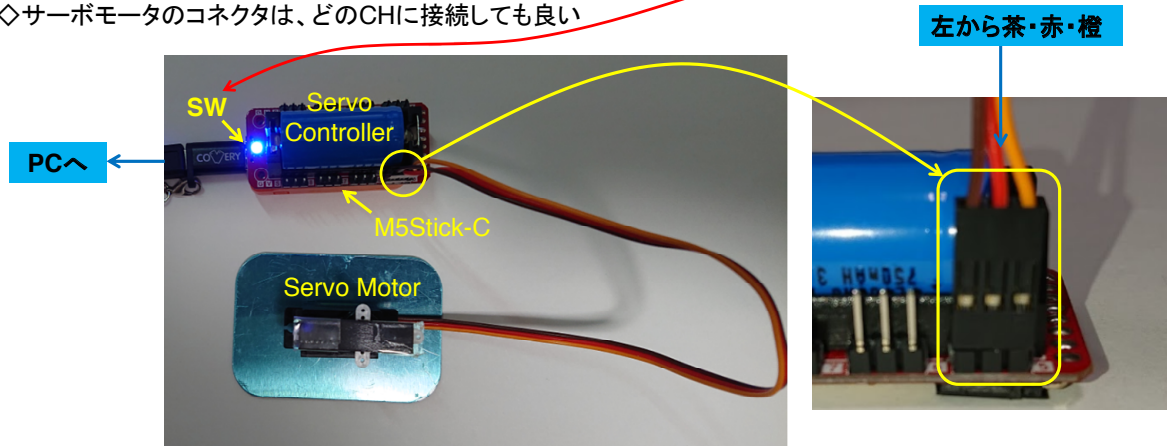 ◇サーボモータのコネクタは、どのCHに接続しても良い
左から茶・赤・橙
SW
Servo
Controller
PCへ
COVERY
M5Stick-C
Servo Motor
750mAH 3